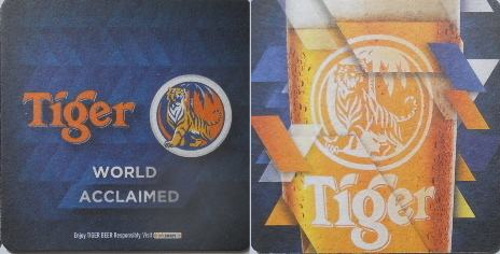 Tiger
WORLD
ACCLAIMED
Enjoy TIGER BEER Responsibly. Visit
Tiger